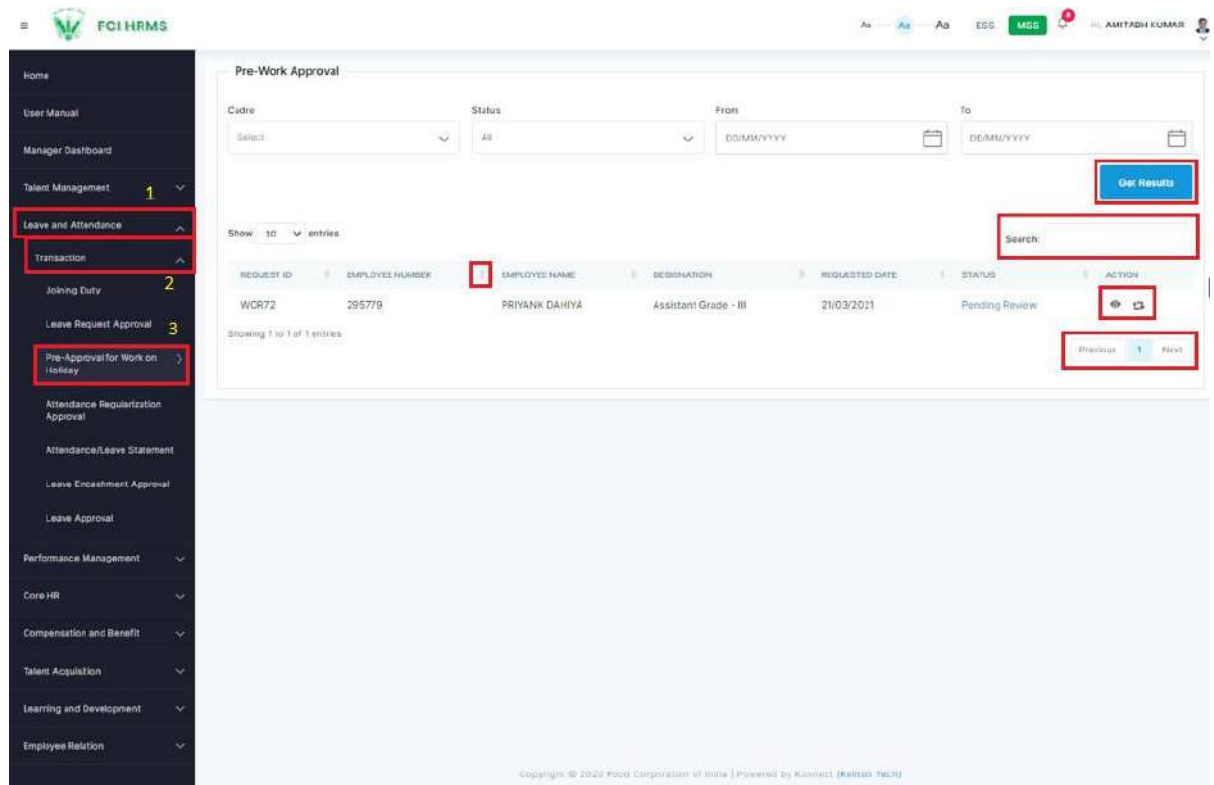 FCI HRMS
Aa Aa Aa ESS MSS Hi, AMITABH KUMAR
Home
User Manual
Manager Dashboard
Talent Management
1
Leave and Attendance
Transaction
2
Joining Duty
Leave Request Approval
3
Pre-Approval for Work on
Holiday
Attendance Regularization
Approval
Attendance/Leave Statement
Leave Encashment Approval
Leave Approval
Performance Management
Core HR
Compensation and Benefit
Talent Acquisition
Learning and Development
Employee Relation
Pre-Work Approval
Cadre Status From To
Select All DD/MM/YYYY DD/MM/YYYY
Get Results
Show 10 entries
Search:
REQUEST ID EMPLOYEE NUMBER EMPLOYEE NAME DESIGNATION REQUESTED DATE STATUS ACTION
WOR72 295779 PRIYANK DAHIYA Assistant Grade - III 21/03/2021 Pending Review
Showing 1 to 1 of 1 entries
Previous 1 Next
Copyright © 2020 Food Corporation of India | Powered by Konnect (Kelton Tech)